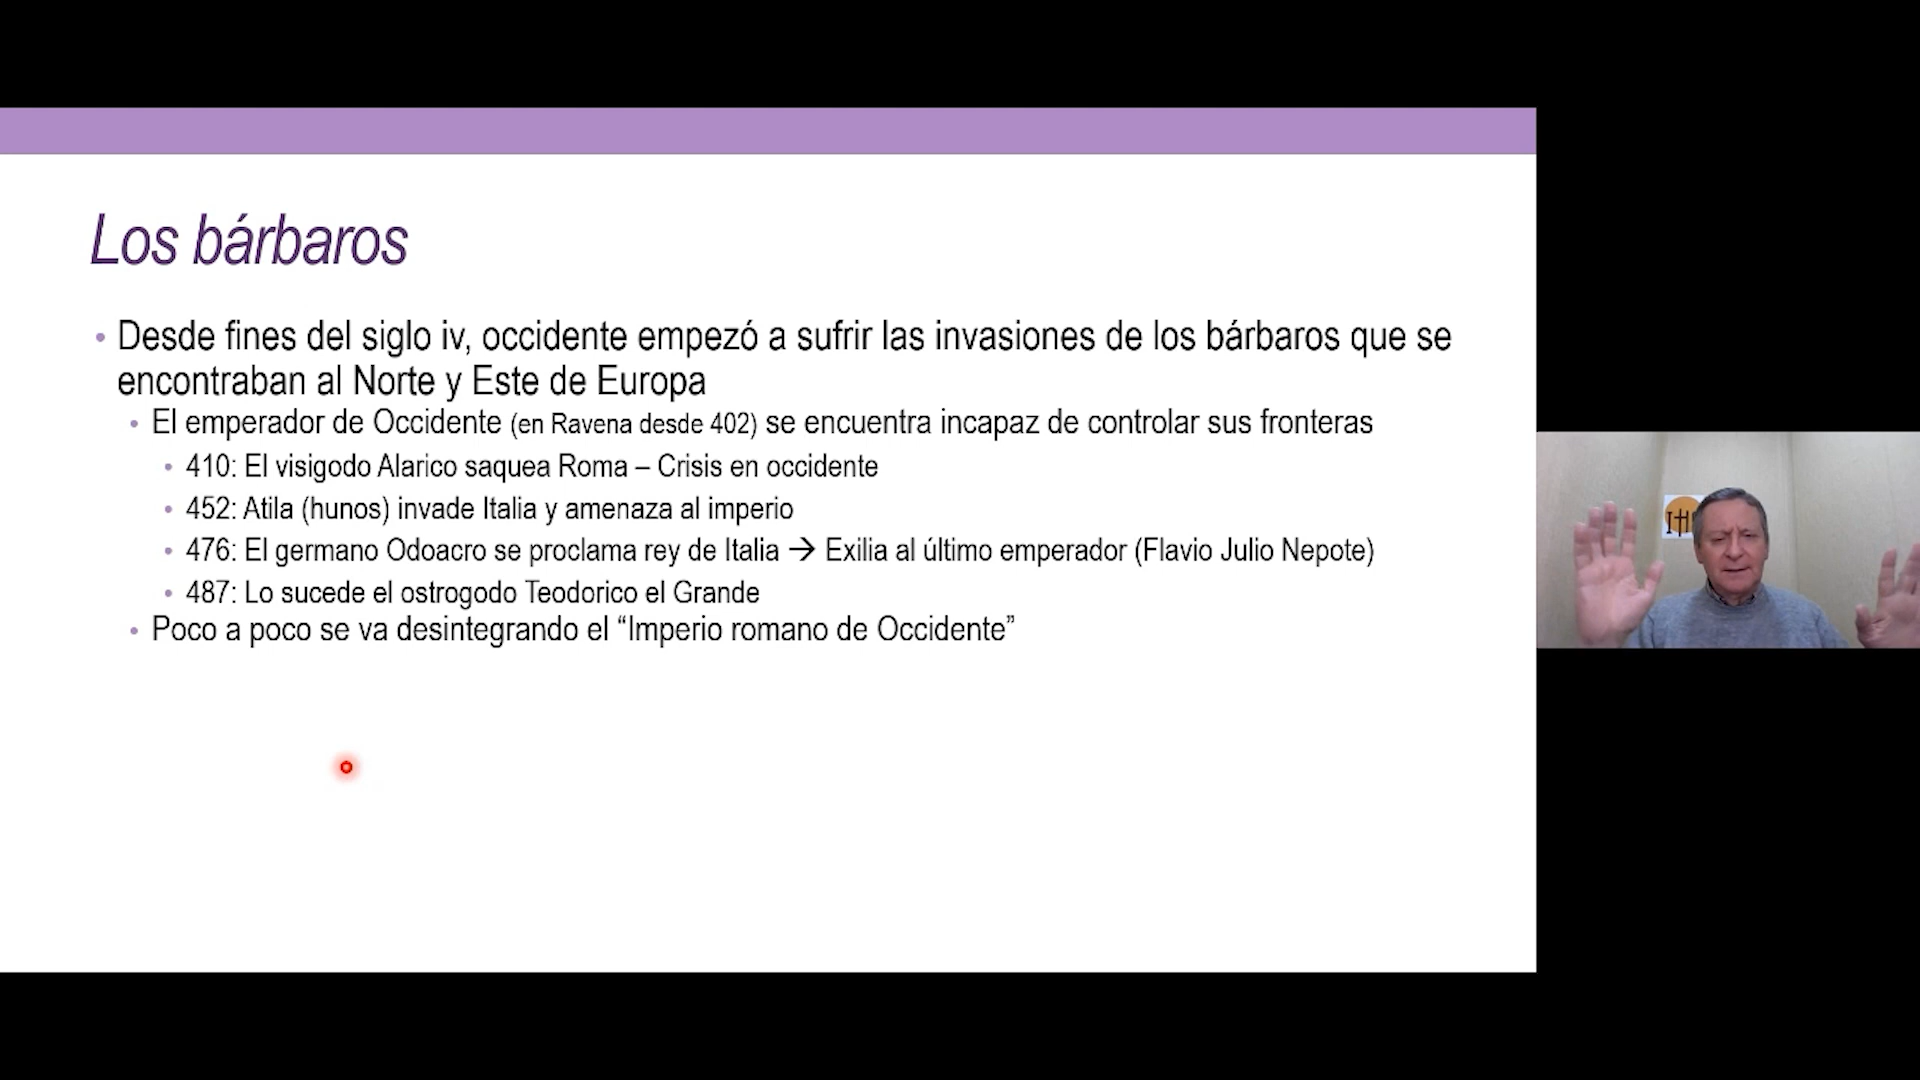 Los bárbaros
• Desde fines del siglo iv, occidente empezó a sufrir las invasiones de los bárbaros que se
encontraban al Norte y Este de Europa
• El emperador de Occidente (en Ravena desde 402) se encuentra incapaz de controlar sus fronteras
• 410: El visigodo Alarico saquea Roma – Crisis en occidente
• 452: Atila (hunos) invade Italia y amenaza al imperio
• 476: El germano Odoacro se proclama rey de Italia → Exilia al último emperador (Flavio Julio Nepote)
• 487: Lo sucede el ostrogodo Teodorico el Grande
• Poco a poco se va desintegrando el “Imperio romano de Occidente”